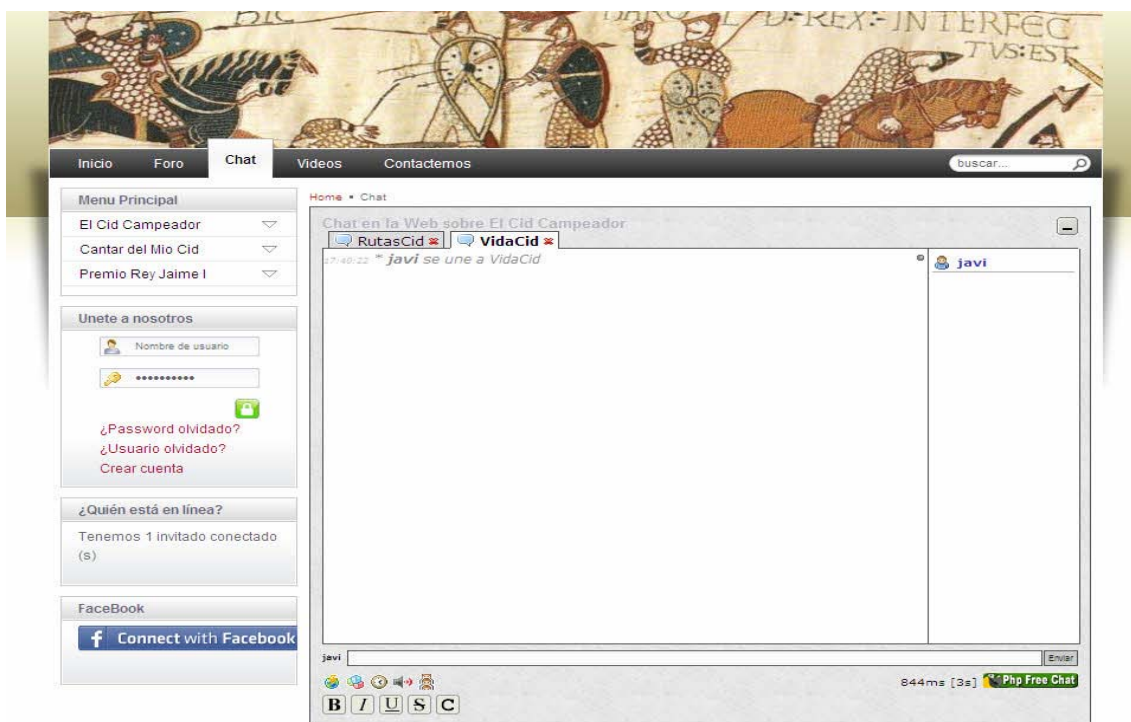 HIC
HARO L D:-REX:-INTERFEC
TVS:EST
Inicio Foro Chat Videos Contactemos
buscar...
Menu Principal
El Cid Campeador
Cantar del Mio Cid
Premio Rey Jaime I
Unete a nosotros
Nombre de usuario
••••••••••
¿Password olvidado?
¿Usuario olvidado?
Crear cuenta
¿Quién está en línea?
Tenemos 1 invitado conectado
(s)
FaceBook
f Connect with Facebook
Home • Chat
Chat en la Web sobre El Cid Campeador
RutasCid VidaCid
17:40:22 * javi se une a VidaCid
javi
javi
Enviar
844ms [3s] Php Free Chat
B I U S C